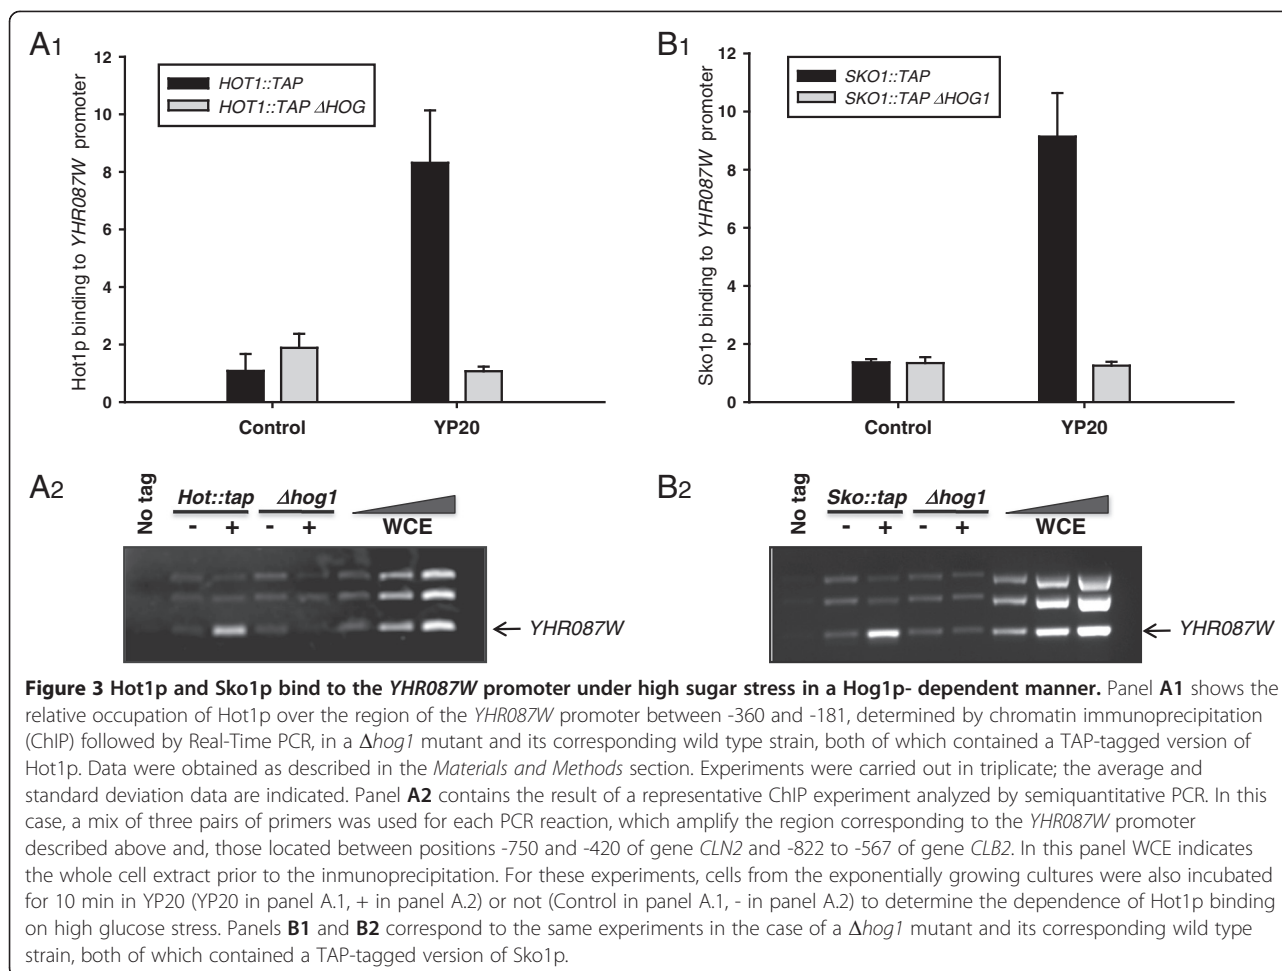 A1
Hot1p binding to YHR087W promoter
12
10
8
6
4
2
0
HOT1::TAP
HOT1::TAP ΔHOG
Control
YP20
B1
Sko1p binding to YHR087W promoter
12
10
8
6
4
2
0
SKO1::TAP
SKO1::TAP ΔHOG1
Control
YP20
A2
No tag
Hot::tap
Δhog1
- + - +
WCE
YHR087W
B2
No tag
Sko::tap
Δhog1
- + - +
WCE
YHR087W
Figure 3 Hot1p and Sko1p bind to the YHR087W promoter under high sugar stress in a Hog1p- dependent manner. Panel A1 shows the
relative occupation of Hot1p over the region of the YHR087W promoter between -360 and -181, determined by chromatin immunoprecipitation
(ChIP) followed by Real-Time PCR, in a Δhog1 mutant and its corresponding wild type strain, both of which contained a TAP-tagged version of
Hot1p. Data were obtained as described in the Materials and Methods section. Experiments were carried out in triplicate; the average and
standard deviation data are indicated. Panel A2 contains the result of a representative ChIP experiment analyzed by semiquantitative PCR. In this
case, a mix of three pairs of primers was used for each PCR reaction, which amplify the region corresponding to the YHR087W promoter
described above and, those located between positions -750 and -420 of gene CLN2 and -822 to -567 of gene CLB2. In this panel WCE indicates
the whole cell extract prior to the inmunoprecipitation. For these experiments, cells from the exponentially growing cultures were also incubated
for 10 min in YP20 (YP20 in panel A.1, + in panel A.2) or not (Control in panel A.1, - in panel A.2) to determine the dependence of Hot1p binding
on high glucose stress. Panels B1 and B2 correspond to the same experiments in the case of a Δhog1 mutant and its corresponding wild type
strain, both of which contained a TAP-tagged version of Sko1p.